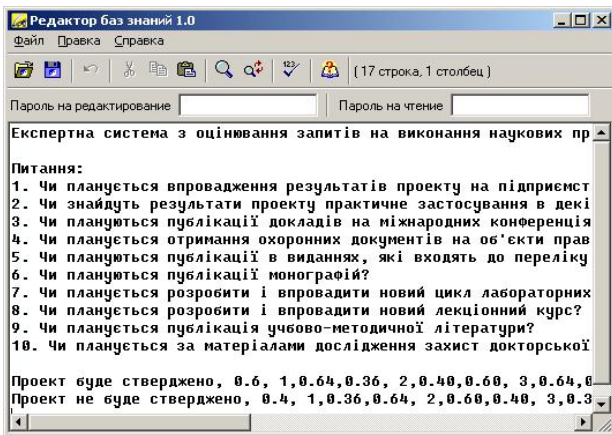 Редактор баз знаний 1.0
Файл Правка Справка
( 17 строка, 1 столбец )
Пароль на редактирование Пароль на чтение
Експертна система з оцінювання запитів на виконання наукових пр
Питання:
1. Чи планується впровадження результатів проекту на підприємст
2. Чи знайдуть результати проекту практичне застосування в декі
3. Чи плануються публікації докладів на міжнародних конференція
4. Чи планується отримання охоронних документів на об'єкти прав
5. Чи плануються публікації в виданнях, які входять до переліку
6. Чи плануються публікації монографій?
7. Чи планується розробити і впровадити новий цикл лабораторних
8. Чи планується розробити і впровадити новий лекціонний курс?
9. Чи планується публікація учбово-методичної літератури?
10. Чи планується за матеріалами дослідження захист докторської
Проект буде стверджено, 0.6, 1,0.64,0.36, 2,0.40,0.60, 3,0.64,0
Проект не буде стверджено, 0.4, 1,0.36,0.64, 2,0.60,0.40, 3,0.3